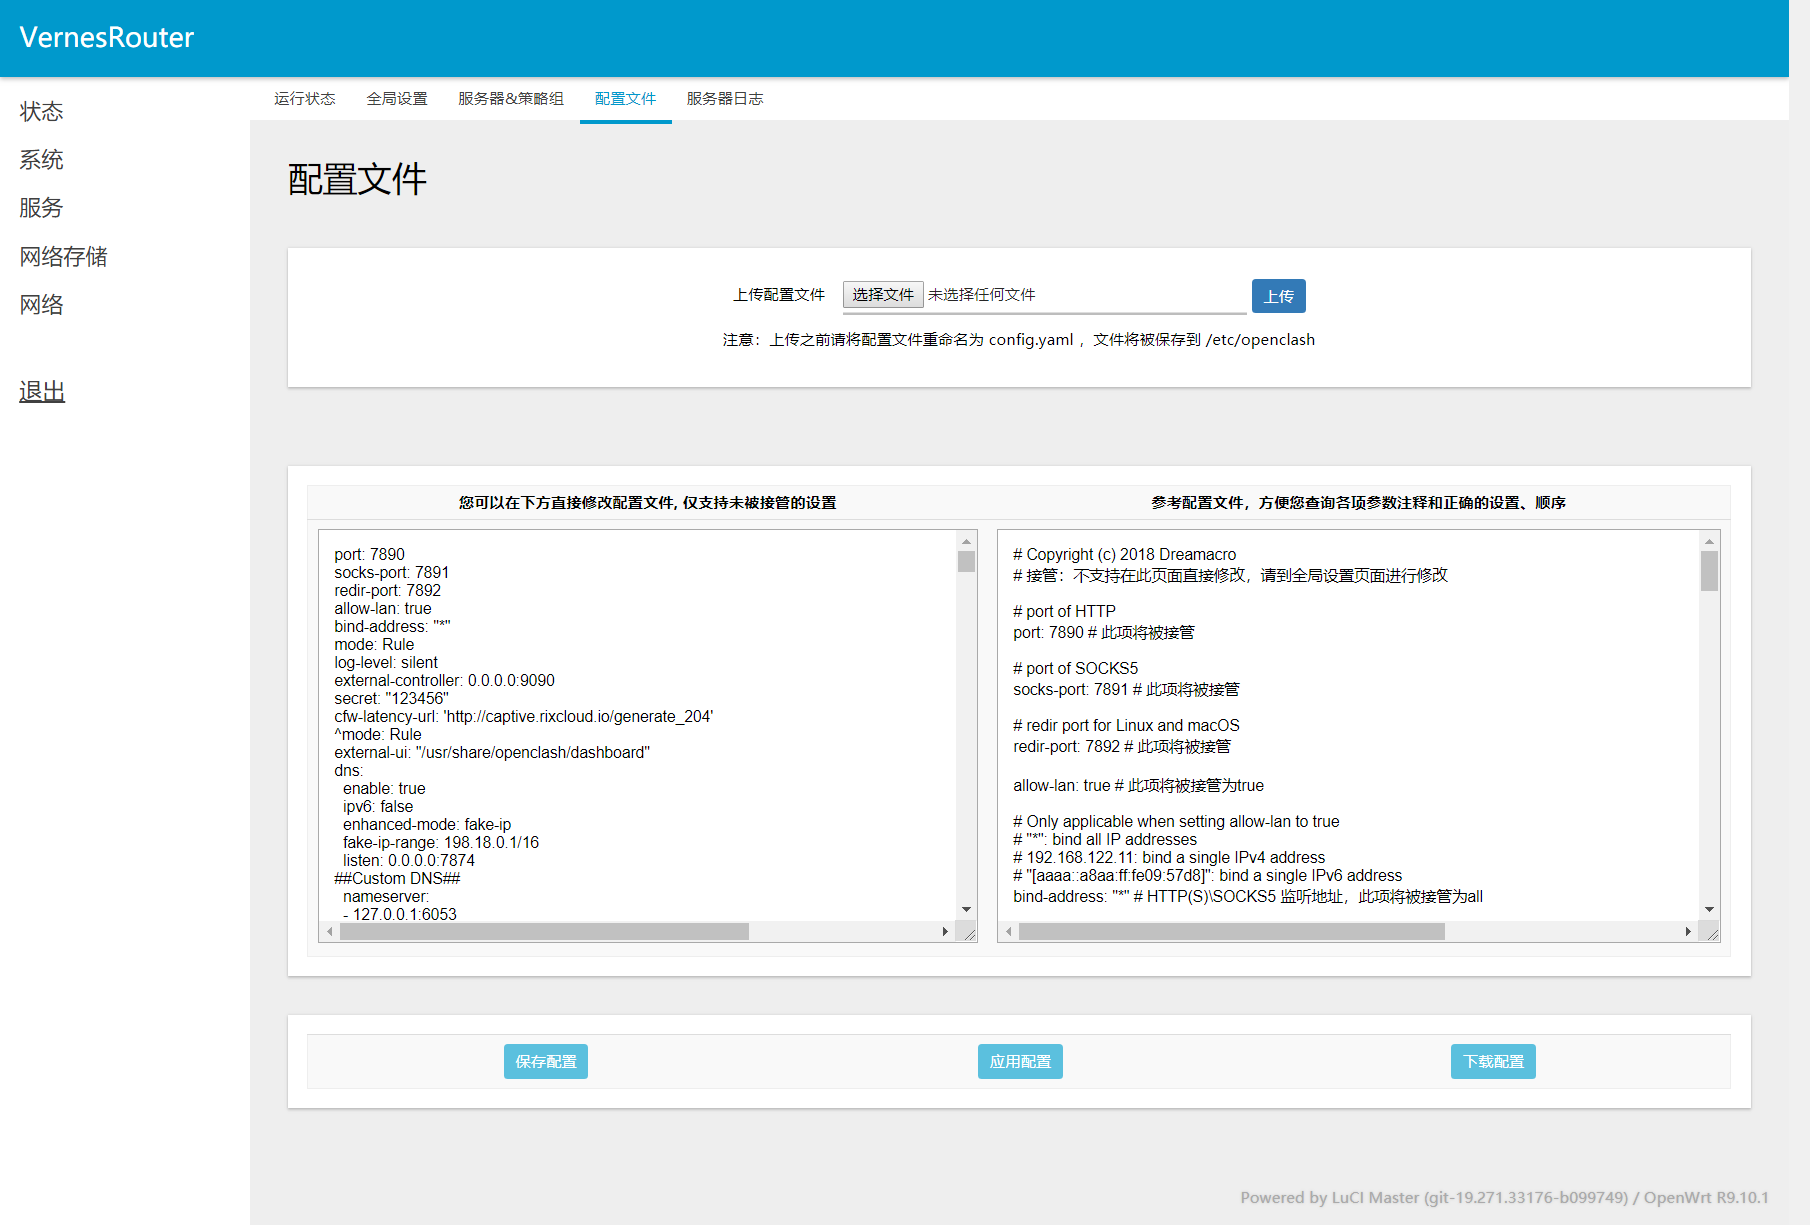 VernesRouter
状态
系统
服务
网络存储
网络
退出
运行状态 全局设置 服务器&策略组 配置文件 服务器日志
配置文件
上传配置文件 选择文件 未选择任何文件 上传
注意：上传之前请将配置文件重命名为 config.yaml ，文件将被保存到 /etc/openclash
您可以在下方直接修改配置文件, 仅支持未被接管的设置
port: 7890
socks-port: 7891
redir-port: 7892
allow-lan: true
bind-address: "*"
mode: Rule
log-level: silent
external-controller: 0.0.0.0:9090
secret: "123456"
cfw-latency-url: 'http://captive.rixcloud.io/generate_204'
^mode: Rule
external-ui: "/usr/share/openclash/dashboard"
dns:
  enable: true
  ipv6: false
  enhanced-mode: fake-ip
  fake-ip-range: 198.18.0.1/16
  listen: 0.0.0.0:7874
##Custom DNS##
  nameserver:
  - 127.0.0.1:6053
参考配置文件，方便您查询各项参数注释和正确的设置、顺序
# Copyright (c) 2018 Dreamacro
# 接管：不支持在此页面直接修改，请到全局设置页面进行修改
# port of HTTP
port: 7890 # 此项将被接管
# port of SOCKS5
socks-port: 7891 # 此项将被接管
# redir port for Linux and macOS
redir-port: 7892 # 此项将被接管
allow-lan: true # 此项将被接管为true
# Only applicable when setting allow-lan to true
# "*": bind all IP addresses
# 192.168.122.11: bind a single IPv4 address
# "[aaaa::a8aa:ff:fe09:57d8]": bind a single IPv6 address
bind-address: "*" # HTTP(S)\SOCKS5 监听地址，此项将被接管为all
保存配置 应用配置 下载配置
Powered by LuCI Master (git-19.271.33176-b099749) / OpenWrt R9.10.1